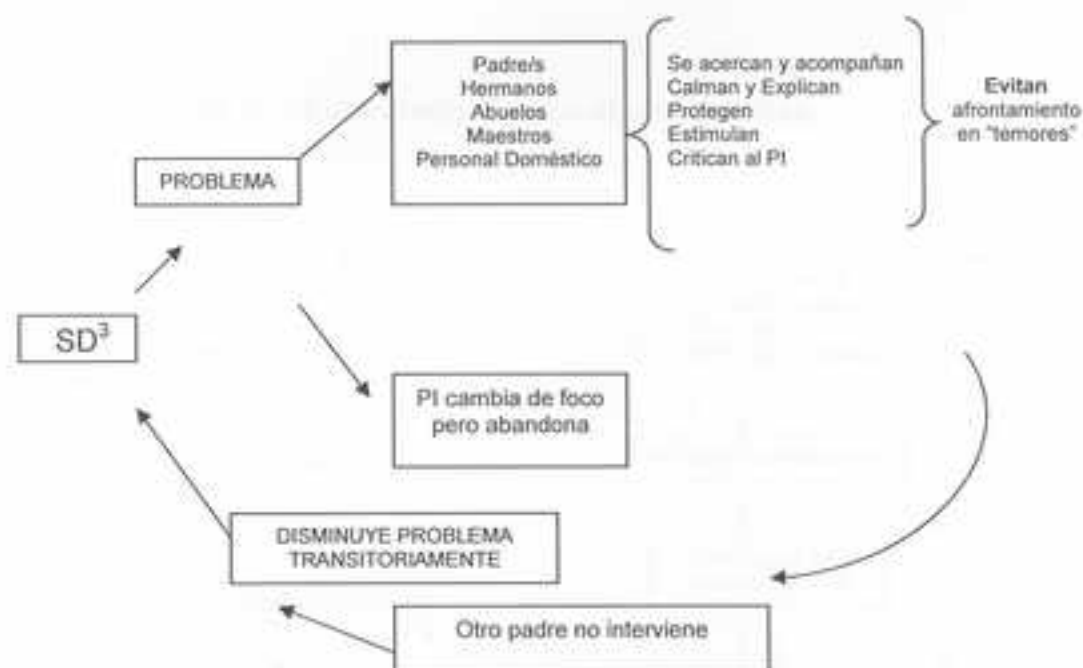 Padre/s
Hermanos
Abuelos
Maestros
Personal Doméstico
Se acercan y acompañan
Calman y Explican
Protegen
Estimulan
Critican al PI
Evitan
afrontamiento
en "temores"
PROBLEMA
SD³
PI cambia de foco
pero abandona
DISMINUYE PROBLEMA
TRANSITORIAMENTE
Otro padre no interviene